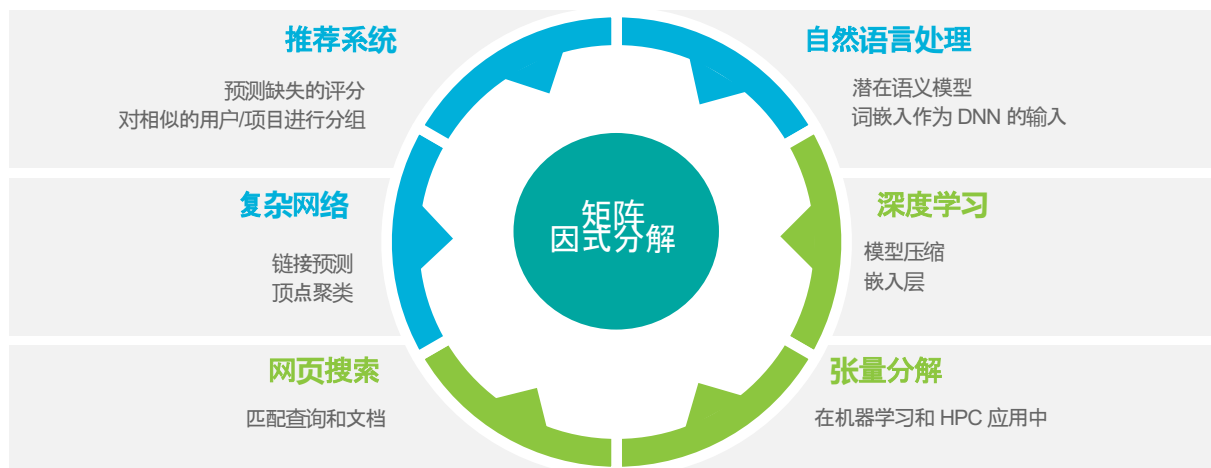 推荐系统
预测缺失的评分
对相似的用户/项目进行分组
自然语言处理
潜在语义模型
词嵌入作为 DNN 的输入
复杂网络
链接预测
顶点聚类
矩阵
因式分解
深度学习
模型压缩
嵌入层
网页搜索
匹配查询和文档
张量分解
在机器学习和 HPC 应用中